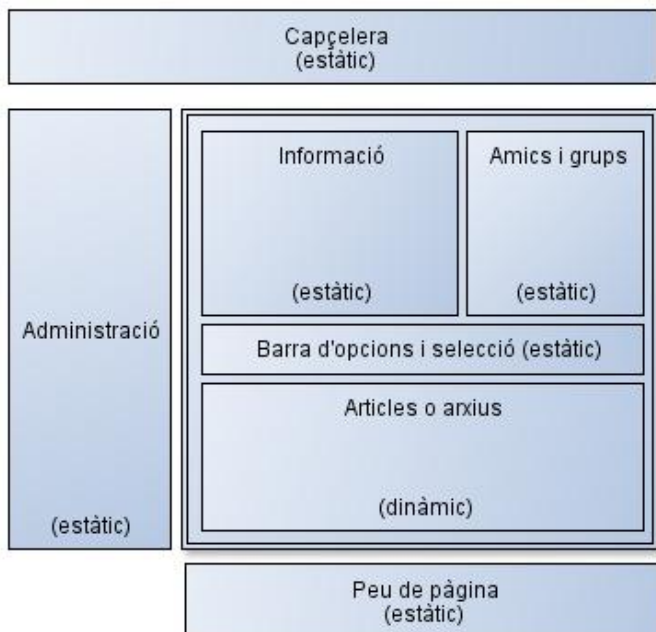 Capçelera
(estàtic)
Informació
(estàtic)
Amics i grups
(estàtic)
Administració
(estàtic)
Barra d'opcions i selecció (estàtic)
Articles o arxius
(dinàmic)
Peu de pàgina
(estàtic)